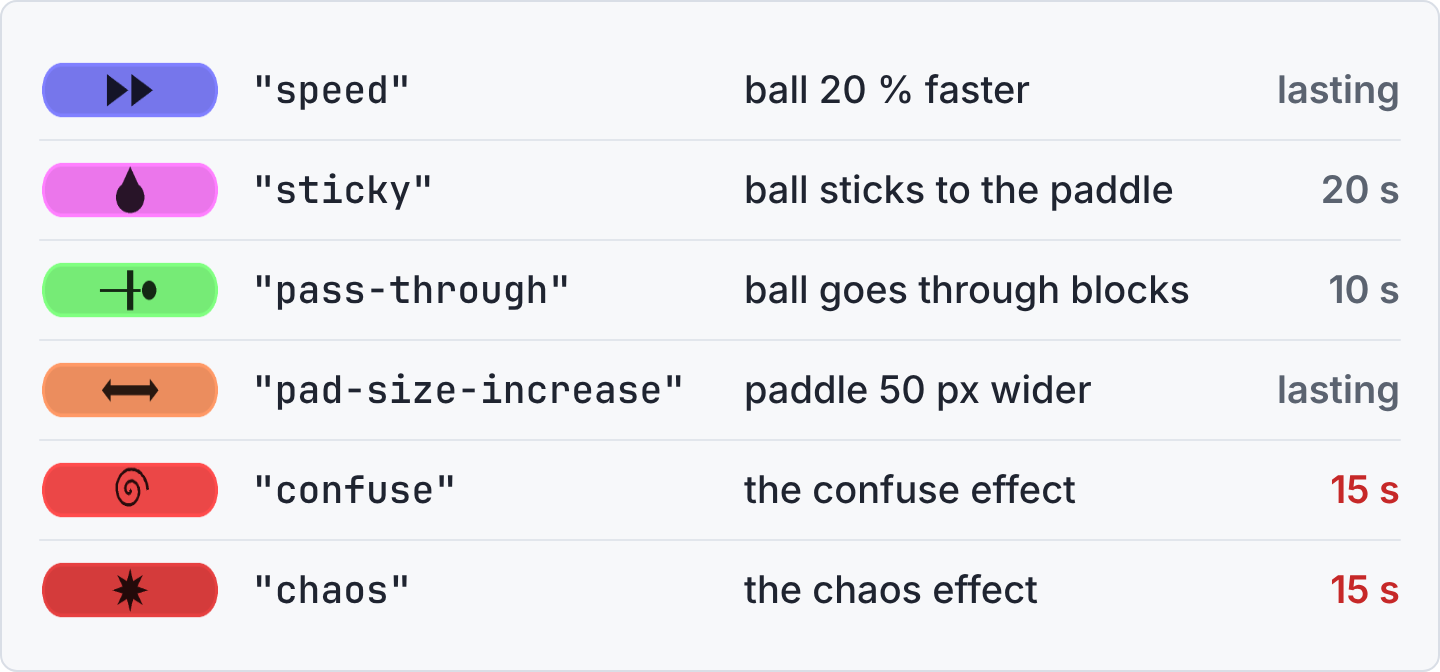 "speed" ball 20 % faster lasting
"sticky" ball sticks to the paddle 20 s
"pass-through" ball goes through blocks 10 s
"pad-size-increase" paddle 50 px wider lasting
"confuse" the confuse effect 15 s
"chaos" the chaos effect 15 s